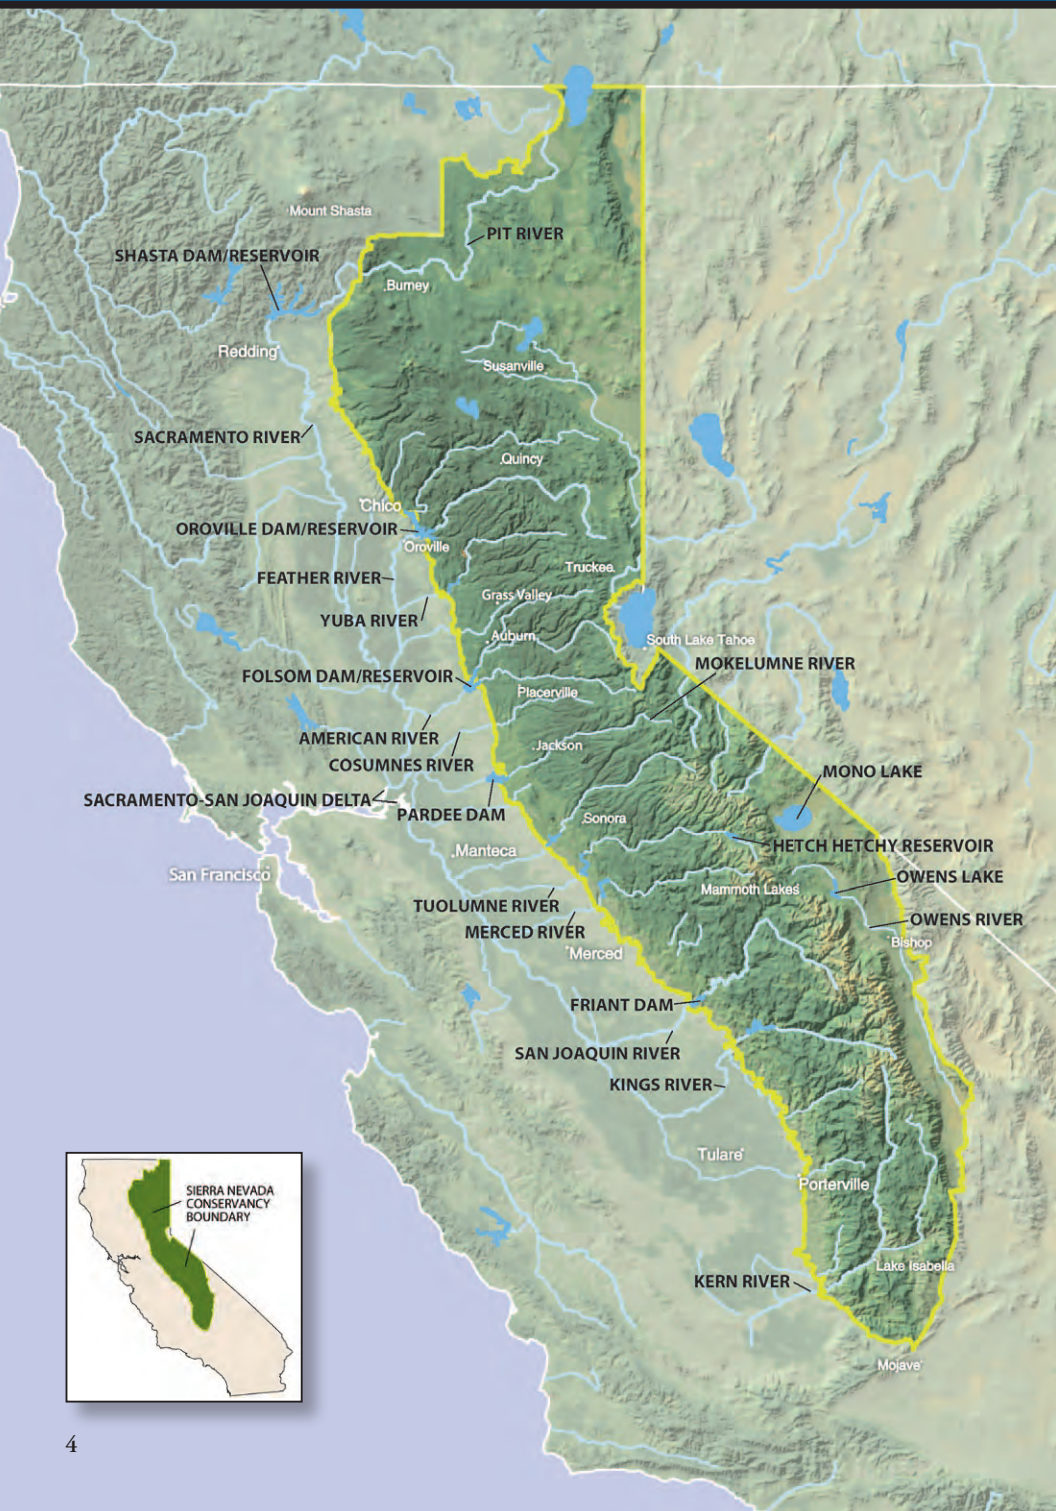 Mount Shasta
PIT RIVER
SHASTA DAM/RESERVOIR
Burney
Redding
Susanville
SACRAMENTO RIVER
Quincy
Chico
OROVILLE DAM/RESERVOIR
Oroville
Truckee
FEATHER RIVER
Grass Valley
YUBA RIVER
Auburn
South Lake Tahoe
MOKELUMNE RIVER
FOLSOM DAM/RESERVOIR
Placerville
AMERICAN RIVER
Jackson
COSUMNES RIVER
MONO LAKE
SACRAMENTO-SAN JOAQUIN DELTA
PARDEE DAM
Sonora
HETCH HETCHY RESERVOIR
Manteca
San Francisco
OWENS LAKE
Mammoth Lakes
TUOLUMNE RIVER
OWENS RIVER
MERCED RIVER
Bishop
Merced
FRIANT DAM
SAN JOAQUIN RIVER
KINGS RIVER
Tulare
Porterville
SIERRA NEVADA
CONSERVANCY
BOUNDARY
Lake Isabella
KERN RIVER
Mojave
4